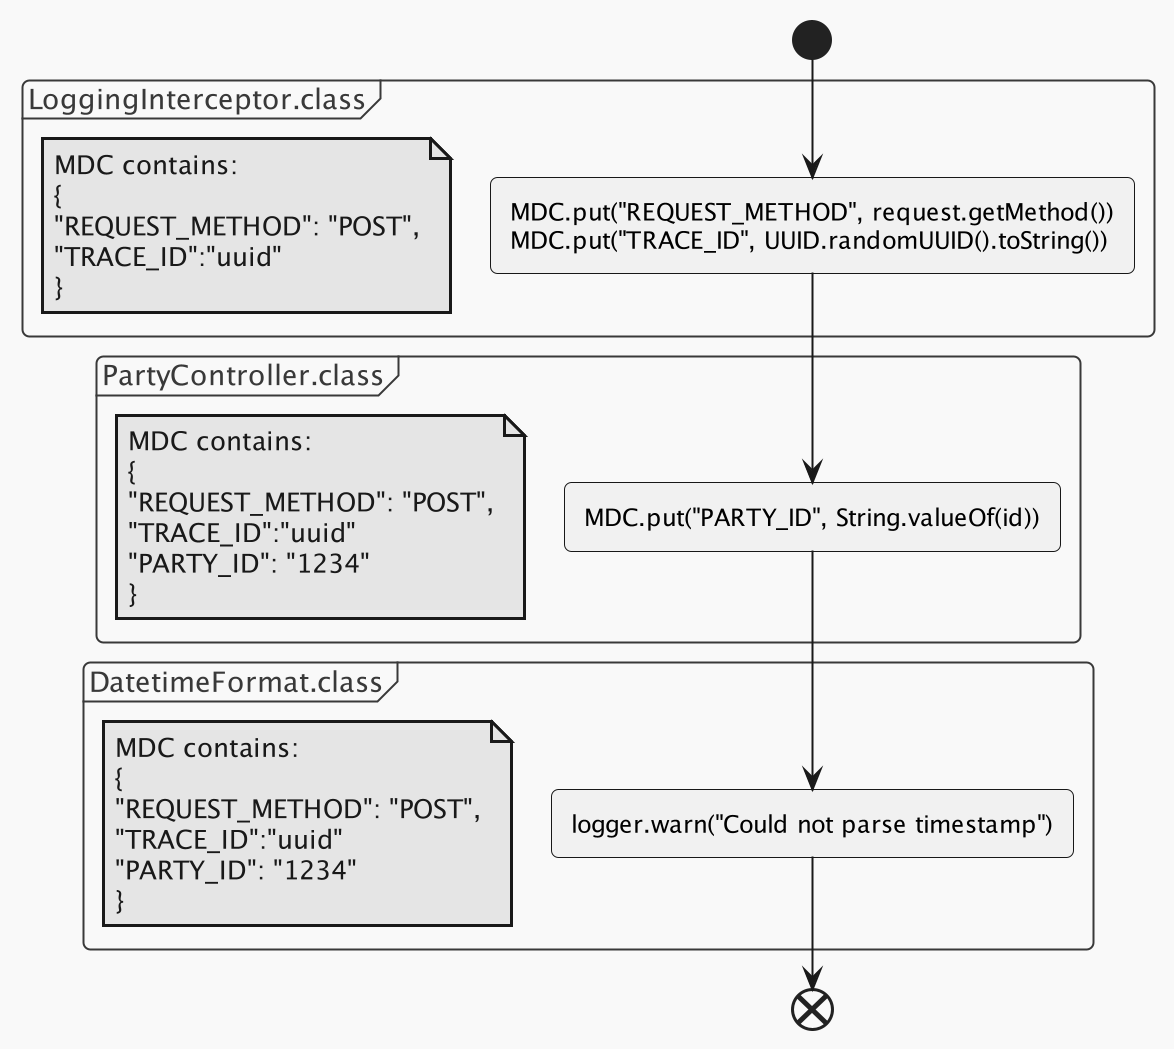 LoggingInterceptor.class
MDC contains:
{
"REQUEST_METHOD": "POST",
"TRACE_ID":"uuid"
}
MDC.put("REQUEST_METHOD", request.getMethod())
MDC.put("TRACE_ID", UUID.randomUUID().toString())
PartyController.class
MDC contains:
{
"REQUEST_METHOD": "POST",
"TRACE_ID":"uuid"
"PARTY_ID": "1234"
}
MDC.put("PARTY_ID", String.valueOf(id))
DatetimeFormat.class
MDC contains:
{
"REQUEST_METHOD": "POST",
"TRACE_ID":"uuid"
"PARTY_ID": "1234"
}
logger.warn("Could not parse timestamp")